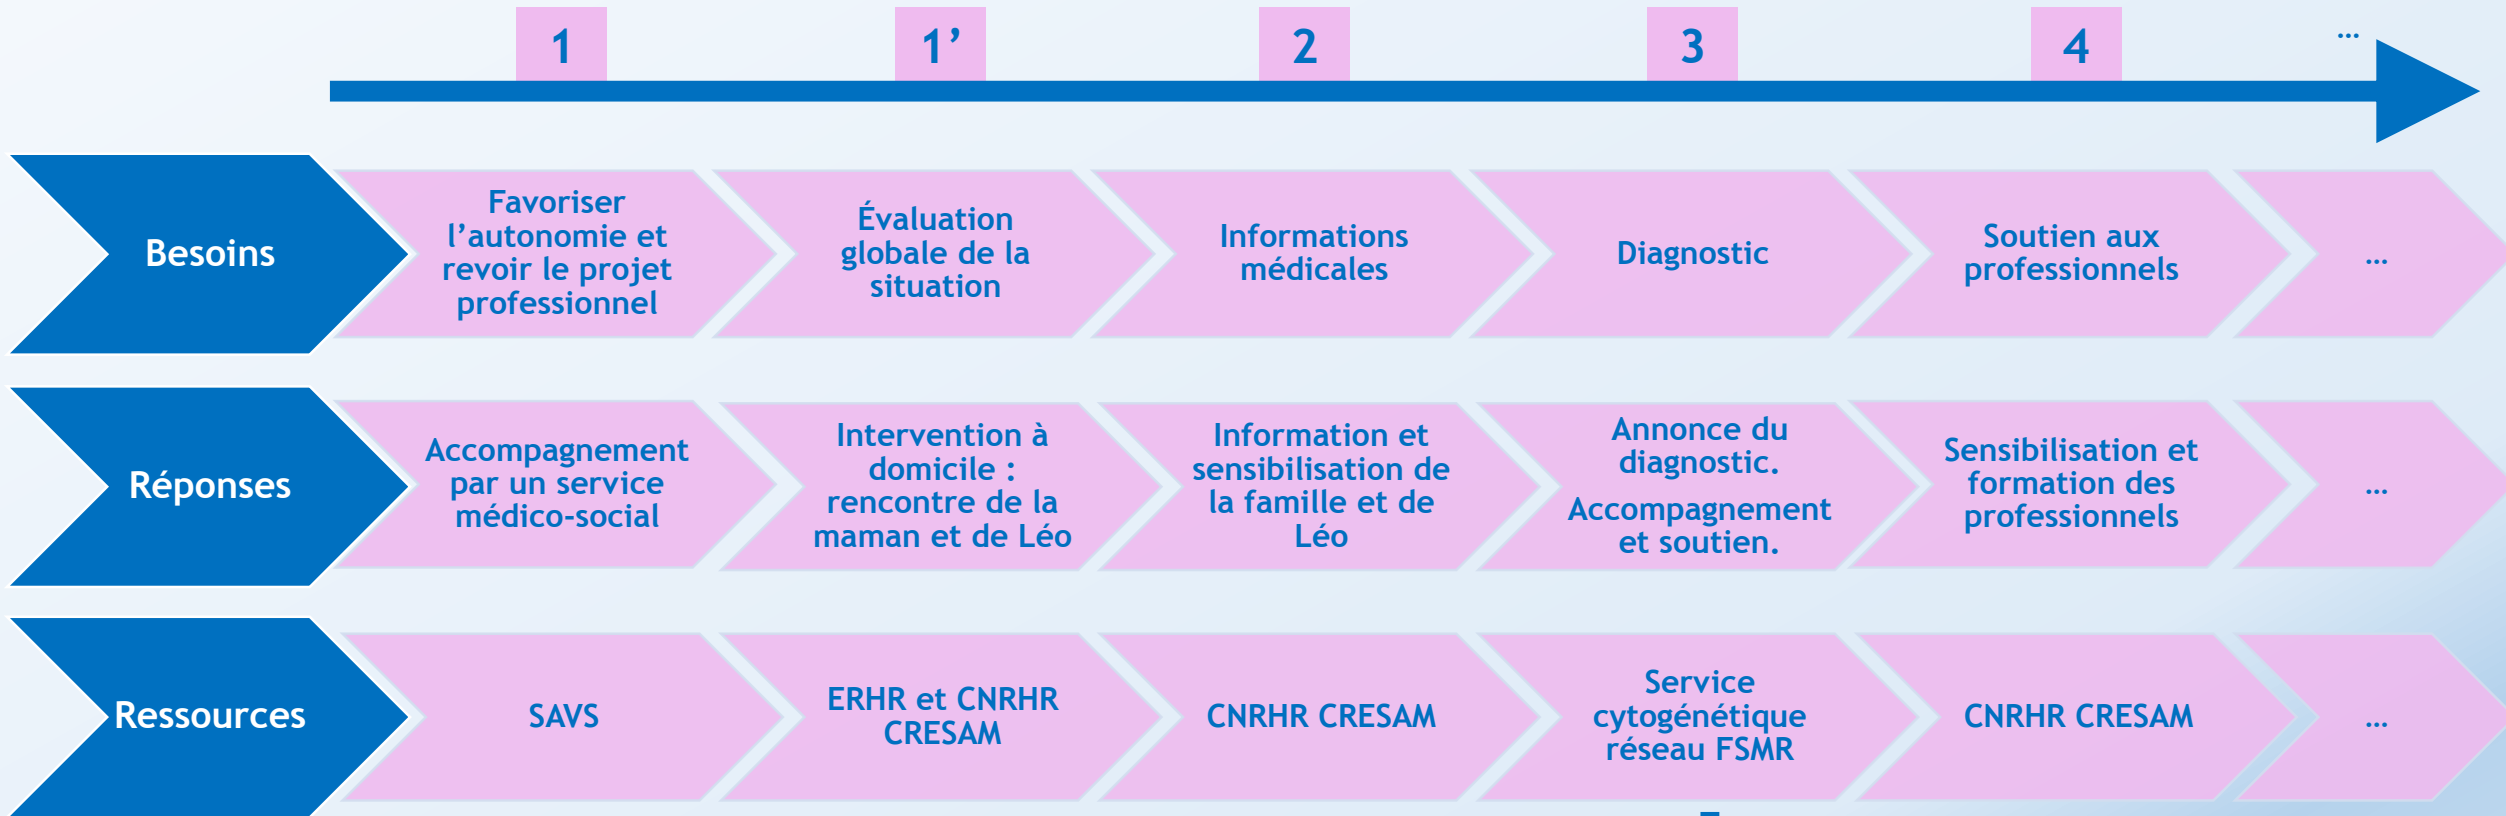 1
1’
2
3
4
...
Besoins
Favoriser
l’autonomie et
revoir le projet
professionnel
Évaluation
globale de la
situation
Informations
médicales
Diagnostic
Soutien aux
professionnels
...
Réponses
Accompagnement
par un service
médico-social
Intervention à
domicile :
rencontre de la
maman et de Léo
Information et
sensibilisation de
la famille et de
Léo
Annonce du
diagnostic.
Accompagnement
et soutien.
Sensibilisation et
formation des
professionnels
...
Ressources
SAVS
ERHR et CNRHR
CRESAM
CNRHR CRESAM
Service
cytogénétique
réseau FSMR
CNRHR CRESAM
...